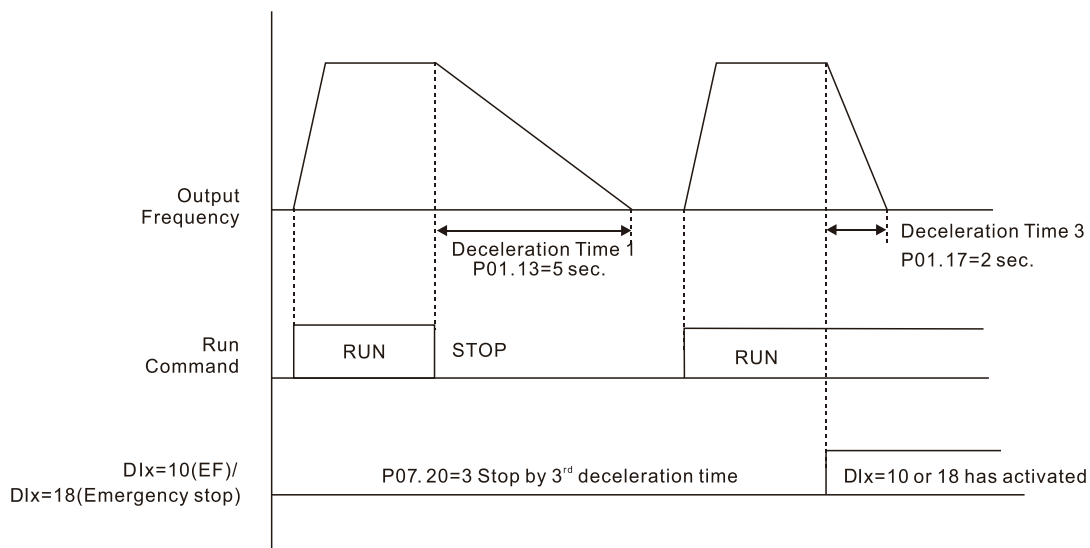 Output
Frequency
Deceleration Time 1
P01.13=5 sec.
Deceleration Time 3
P01.17=2 sec.
Run
Command
RUN
STOP
RUN
DIx=10(EF)/
DIx=18(Emergency stop)
P07.20=3 Stop by 3rd deceleration time
DIx=10 or 18 has activated